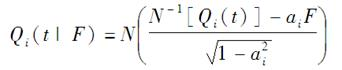 Q_i(t | F) = N( (N^{-1}[Q_i(t)] - a_i F) / √(1 - a_i^2) )